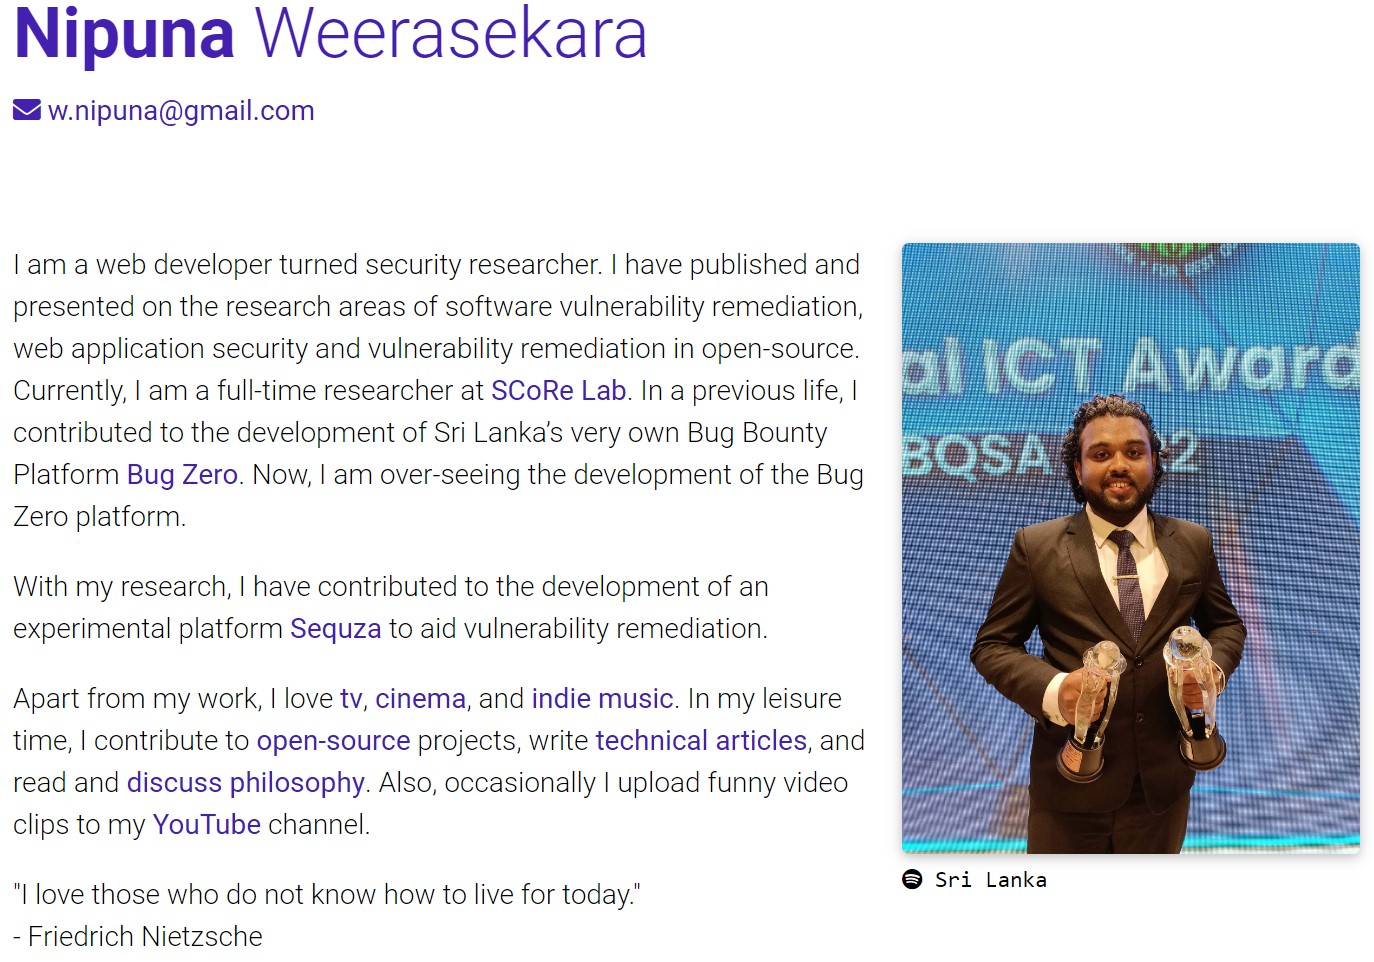 Nipuna Weerasekara
w.nipuna@gmail.com
I am a web developer turned security researcher. I have published and
presented on the research areas of software vulnerability remediation,
web application security and vulnerability remediation in open-source.
Currently, I am a full-time researcher at SCoRe Lab. In a previous life, I
contributed to the development of Sri Lanka’s very own Bug Bounty
Platform Bug Zero. Now, I am over-seeing the development of the Bug
Zero platform.
With my research, I have contributed to the development of an
experimental platform Sequza to aid vulnerability remediation.
Apart from my work, I love tv, cinema, and indie music. In my leisure
time, I contribute to open-source projects, write technical articles, and
read and discuss philosophy. Also, occasionally I upload funny video
clips to my YouTube channel.
"I love those who do not know how to live for today."
- Friedrich Nietzsche
al ICT Award
BQSA 22
Sri Lanka